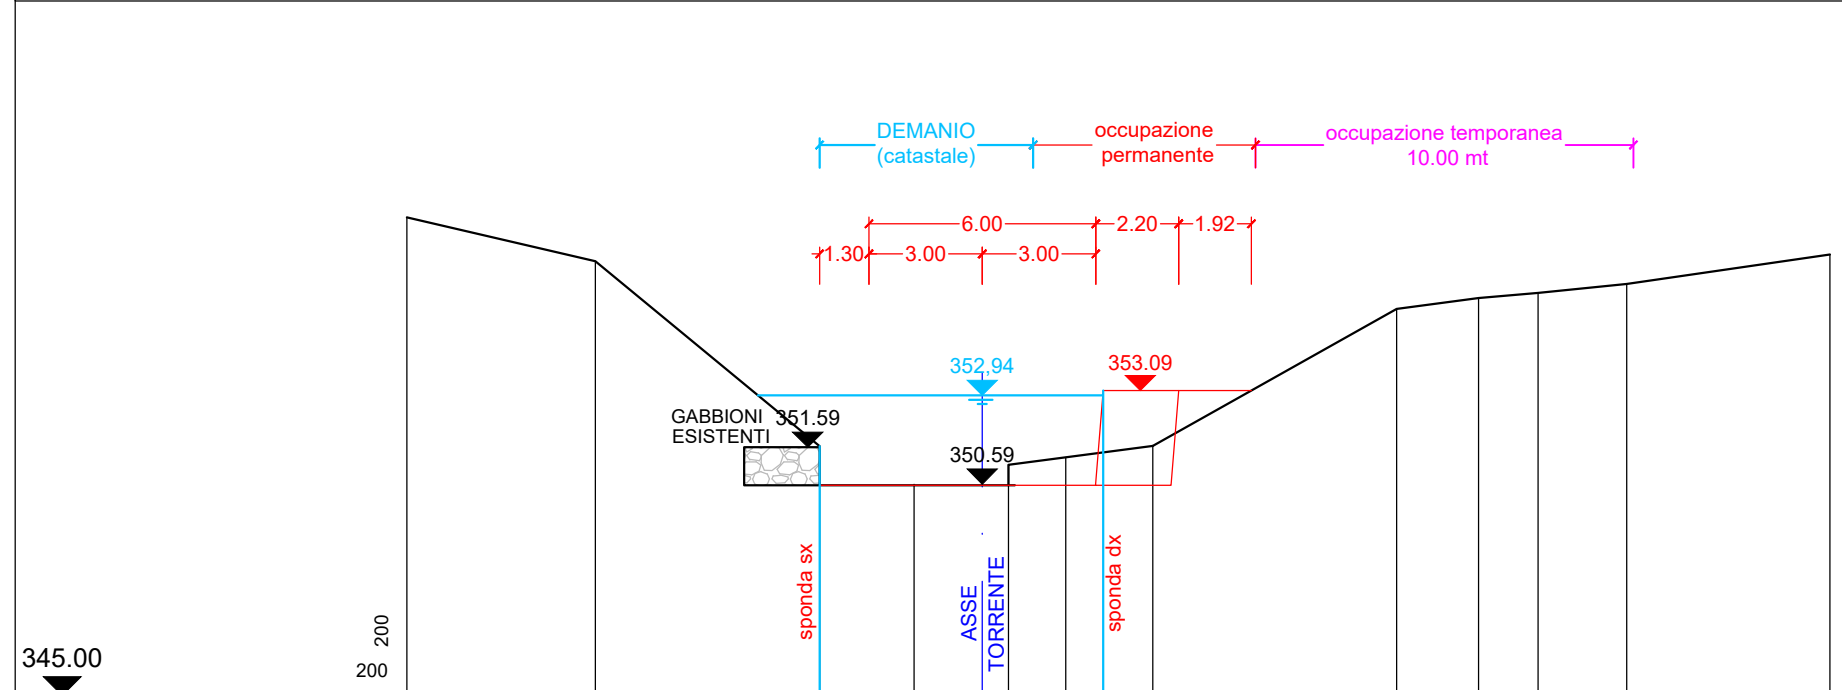 DEMANIO
(catastale)
occupazione
permanente
occupazione temporanea
10.00 mt
6.00
2.20
1.92
1.30
3.00
3.00
352,94
353.09
GABBIONI
ESISTENTI
351.59
350.59
sponda sx
ASSE
TORRENTE
sponda dx
200
200
345.00